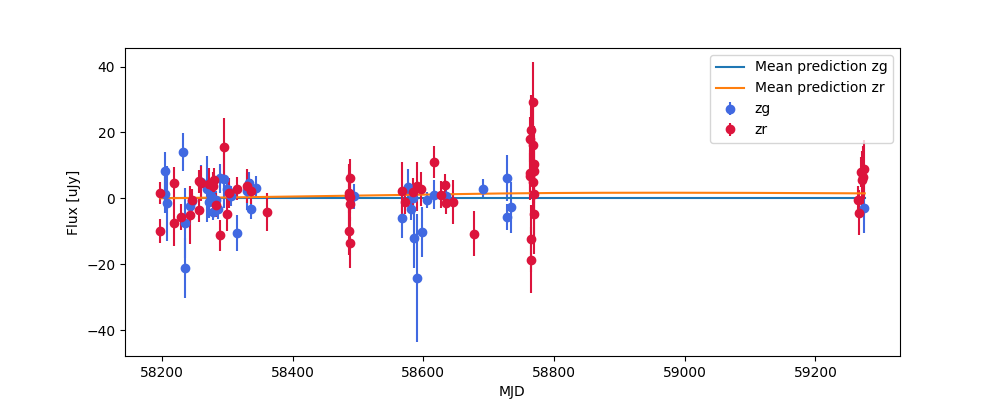 Flux [uJy]
40
20
0
−20
−40
58200
58400
58600
58800
59000
59200
MJD
Mean prediction zg
Mean prediction zr
zg
zr